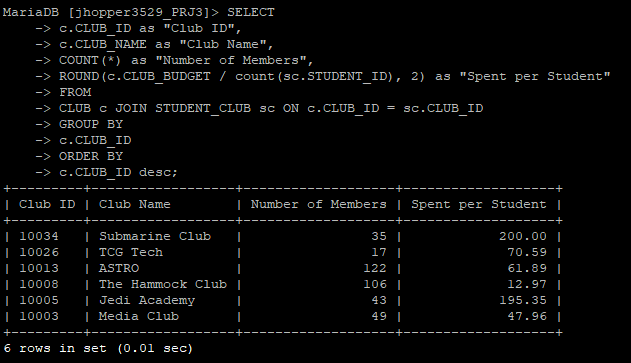 MariaDB [jhopper3529_PRJ3]> SELECT
    -> c.CLUB_ID as "Club ID",
    -> c.CLUB_NAME as "Club Name",
    -> COUNT(*) as "Number of Members",
    -> ROUND(c.CLUB_BUDGET / count(sc.STUDENT_ID), 2) as "Spent per Student"
    -> FROM
    -> CLUB c JOIN STUDENT_CLUB sc ON c.CLUB_ID = sc.CLUB_ID
    -> GROUP BY
    -> c.CLUB_ID
    -> ORDER BY
    -> c.CLUB_ID desc;
+---------+------------------+-------------------+-------------------+
| Club ID | Club Name        | Number of Members | Spent per Student |
+---------+------------------+-------------------+-------------------+
| 10034   | Submarine Club   |                35 |            200.00 |
| 10026   | TCG Tech         |                17 |             70.59 |
| 10013   | ASTRO            |               122 |             61.89 |
| 10008   | The Hammock Club |               106 |             12.97 |
| 10005   | Jedi Academy     |                43 |            195.35 |
| 10003   | Media Club       |                49 |             47.96 |
+---------+------------------+-------------------+-------------------+
6 rows in set (0.01 sec)